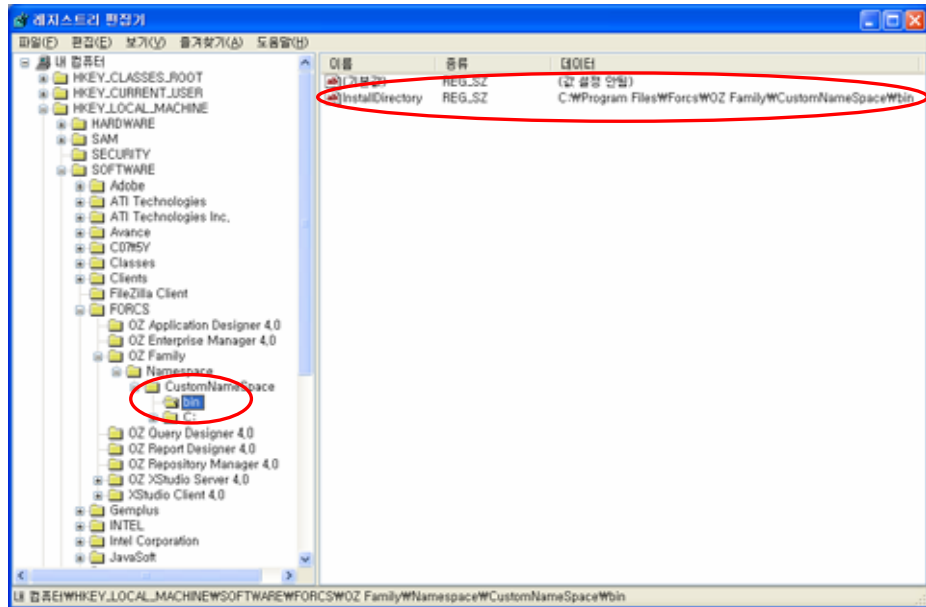 레지스트리 편집기
파일(F) 편집(E) 보기(V) 즐겨찾기(A) 도움말(H)
내 컴퓨터
HKEY_CLASSES_ROOT
HKEY_CURRENT_USER
HKEY_LOCAL_MACHINE
HARDWARE
SAM
SECURITY
SOFTWARE
Adobe
ATI Technologies
ATI Technologies Inc.
Avance
Classes
Clients
FileZilla Client
FORCS
OZ Application Designer 4.0
OZ Enterprise Manager 4.0
OZ Family
Namespace
CustomNameSpace
bin
C:
OZ Query Designer 4.0
OZ Report Designer 4.0
OZ Repository Manager 4.0
OZ XStudio Server 4.0
XStudio Client 4.0
Gemplus
INTEL
Intel Corporation
JavaSoft
이름 종류 데이터
(기본값) REG_SZ (값 설정 안됨)
InstallDirectory REG_SZ C:₩Program Files₩Forcs₩OZ Family₩CustomNameSpace₩bin
내 컴퓨터₩HKEY_LOCAL_MACHINE₩SOFTWARE₩FORCS₩OZ Family₩Namespace₩CustomNameSpace₩bin